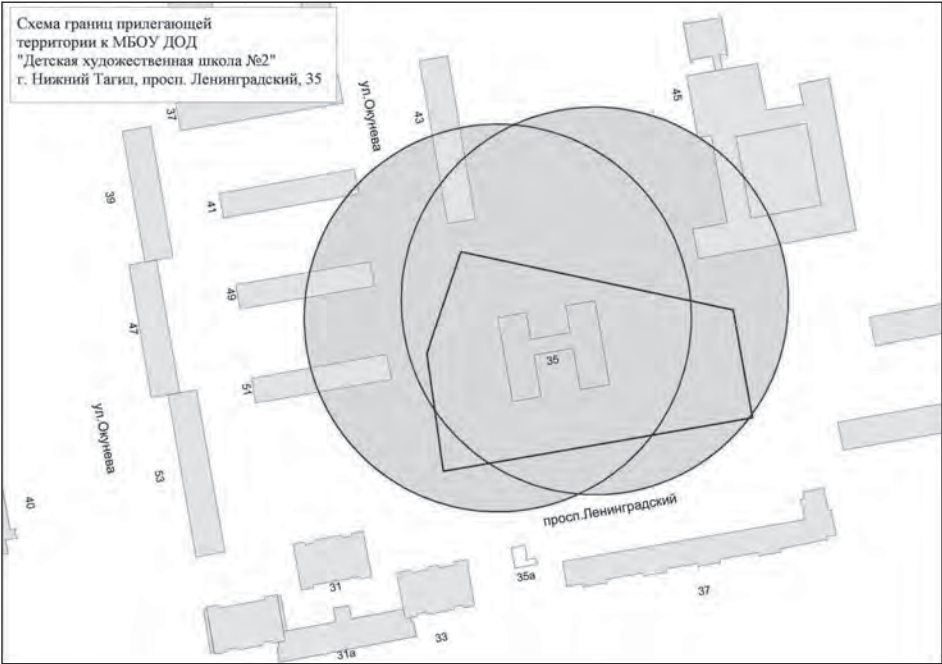 Схема границ прилегающей
территории к МБОУ ДОД
"Детская художественная школа №2"
г. Нижний Тагил, просп. Ленинградский, 35
37
ул.Окунева
43
45
39
41
49
47
35
51
ул.Окунева
53
40
просп.Ленинградский
35а
31
37
33
31а